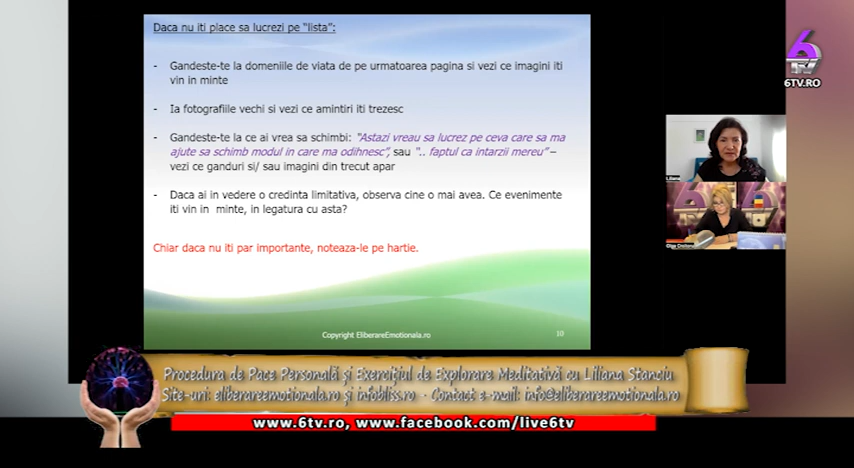 Daca nu iti place sa lucrezi pe “lista”:
- Gandeste-te la domeniile de viata de pe urmatoarea pagina si vezi ce imagini iti
vin in minte
- Ia fotografiile vechi si vezi ce amintiri iti trezesc
- Gandeste-te la ce ai vrea sa schimbi: “Astazi vreau sa lucrez pe ceva care sa ma
ajute sa schimb modul in care ma odihnesc”, sau “.. faptul ca intarzii mereu” –
vezi ce ganduri si/ sau imagini din trecut apar
- Daca ai in vedere o credinta limitativa, observa cine o mai avea. Ce evenimente
iti vin in minte, in legatura cu asta?
Chiar daca nu iti par importante, noteaza-le pe hartie.
Copyright EliberareEmotionala.ro
10
6TV.RO
Liliana
Procedura de Pace Personală și Exercițiul de Explorare Meditativă cu Liliana Stanciu
Site-uri: eliberareemotionala.ro și infobliss.ro - Contact e-mail: info@eliberareemotionala.ro
www.6tv.ro, www.facebook.com/live6tv